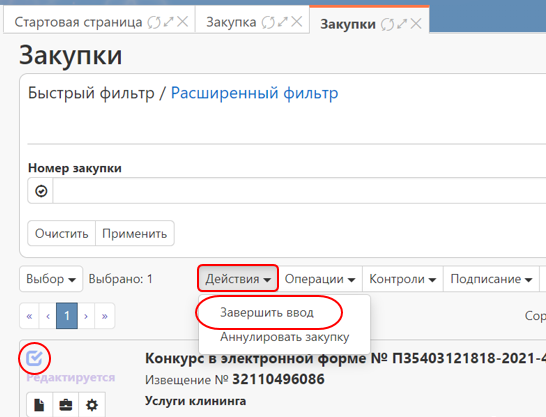 Стартовая страница Закупка Закупки
Закупки
Быстрый фильтр / Расширенный фильтр
Номер закупки
Очистить Применить
Выбор Выбрано: 1 Действия Операции Контроли Подписание
Завершить ввод
« ‹ 1 › » Сор
Аннулировать закупку
Конкурс в электронной форме № П35403121818-2021-4
Редактируется
Извещение № 32110496086
Услуги клининга